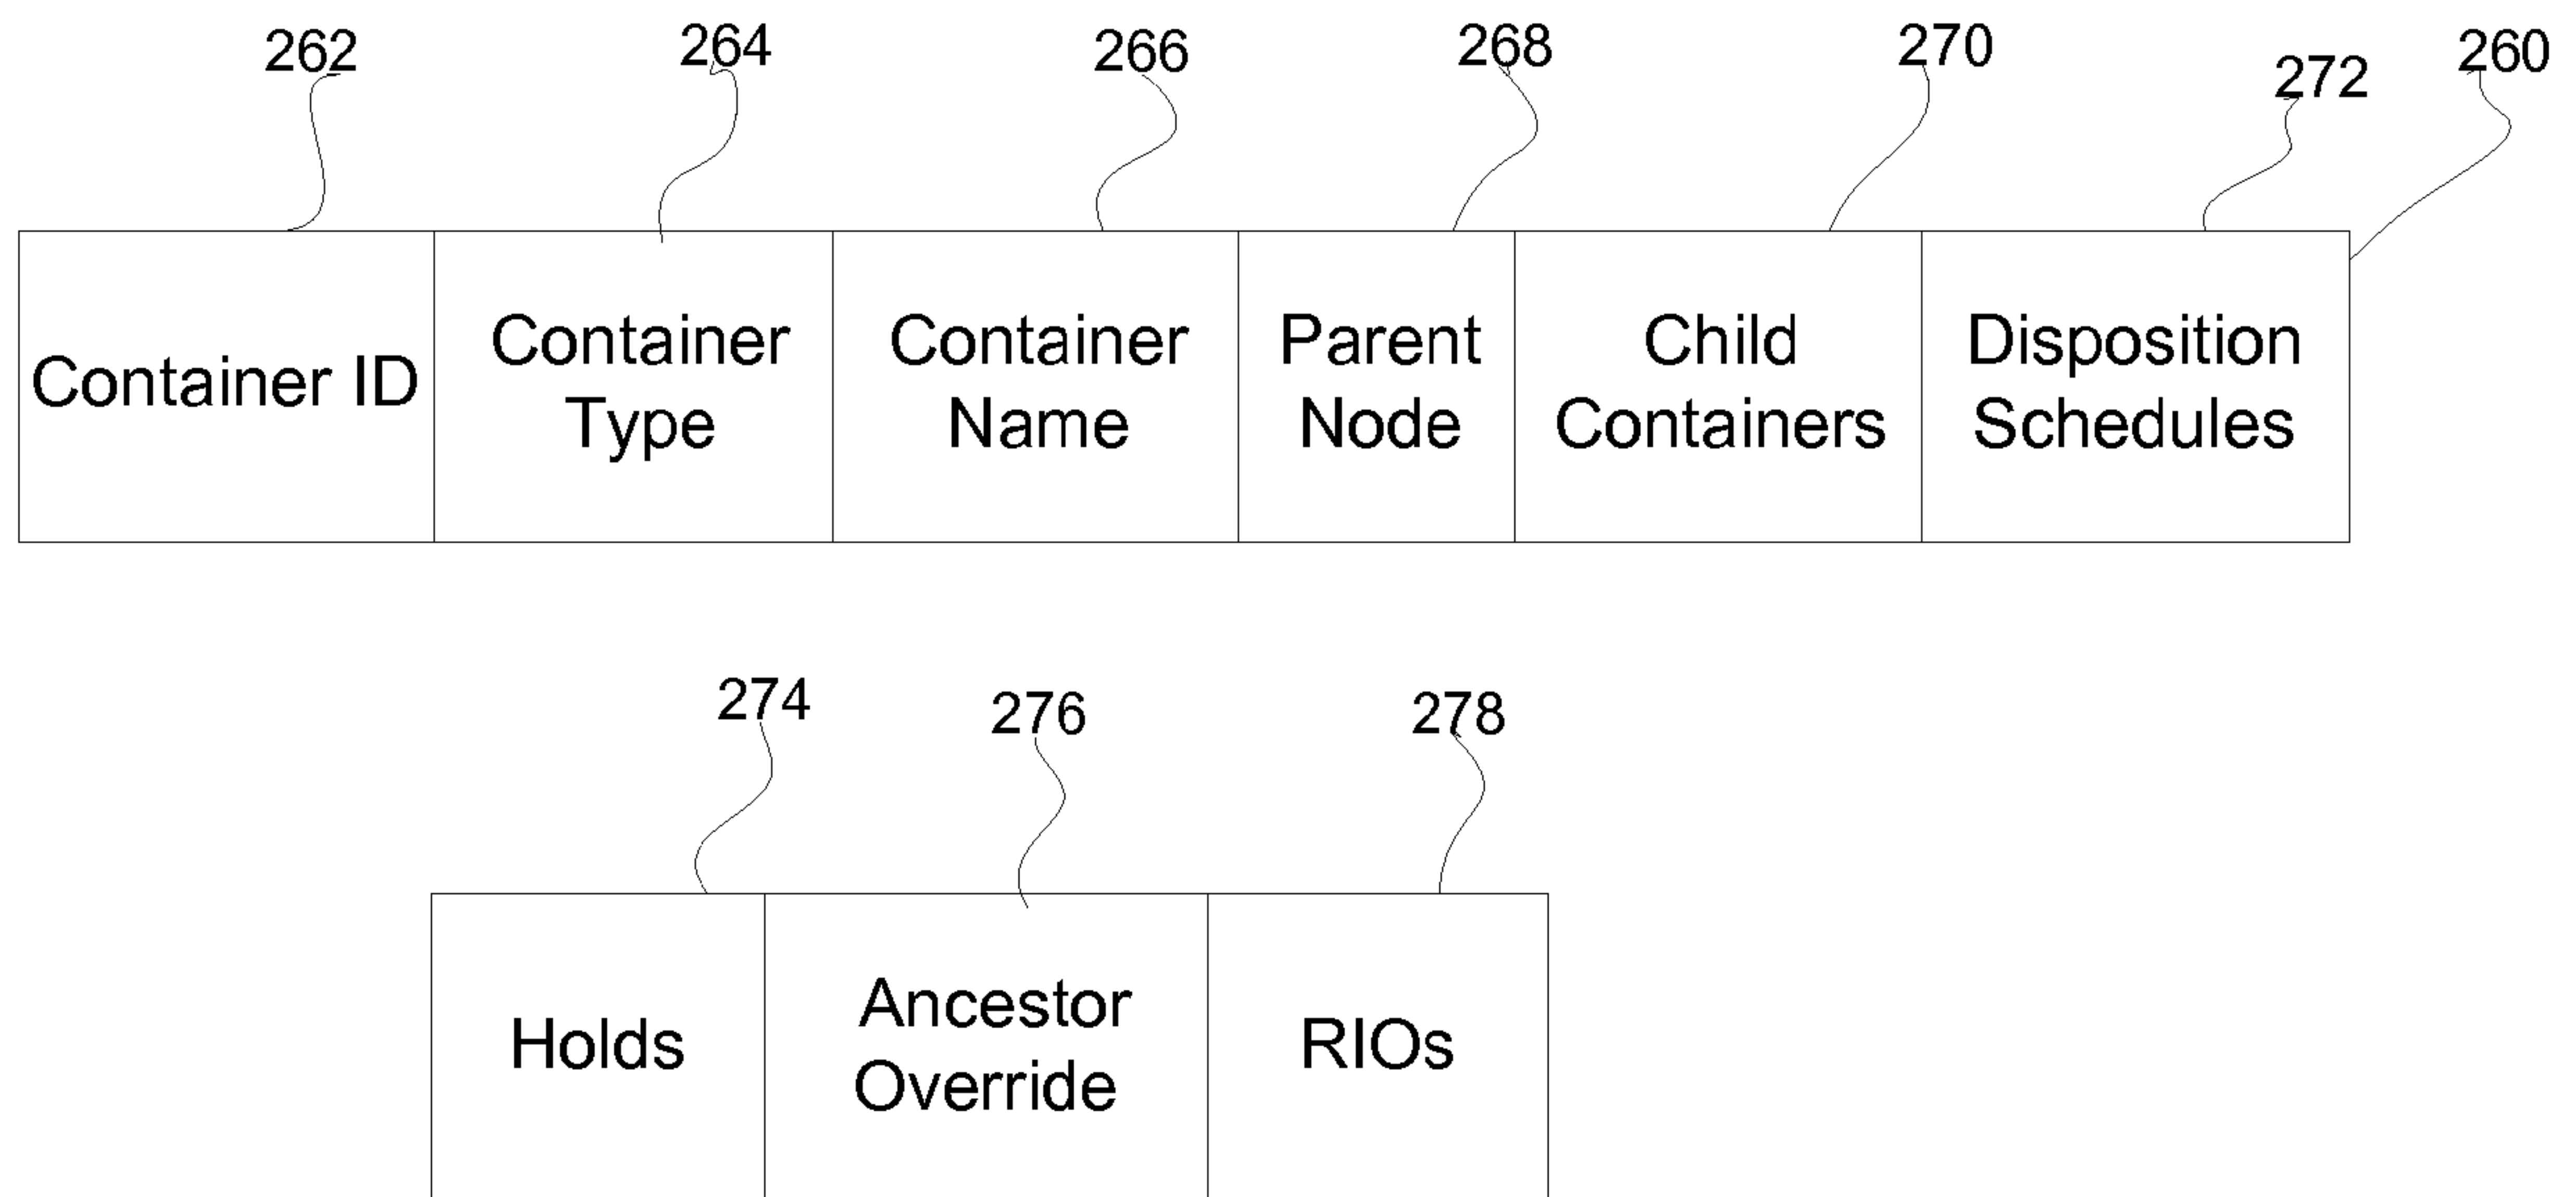 262 264 266 268 270 272 260
Container ID
Container
Type
Container
Name
Parent
Node
Child
Containers
Disposition
Schedules
274 276 278
Holds
Ancestor
Override
RIOs